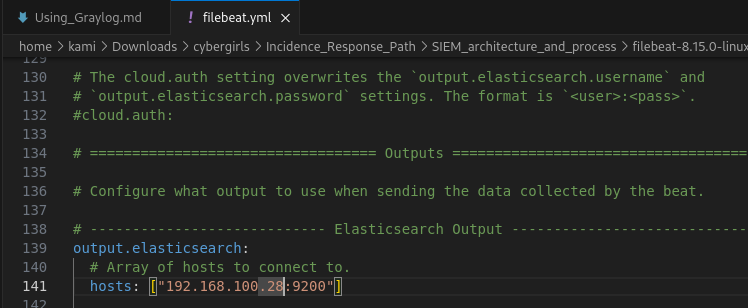 Using_Graylog.md
! filebeat.yml ×
home > kami > Downloads > cybergirls > Incidence_Response_Path > SIEM_architecture_and_process > filebeat-8.15.0-linux
129
130 # The cloud.auth setting overwrites the `output.elasticsearch.username` and
131 # `output.elasticsearch.password` settings. The format is `<user>:<pass>`.
132 #cloud.auth:
133
134 # ================================== Outputs ===================================
135
136 # Configure what output to use when sending the data collected by the beat.
137
138 # ---------------------------- Elasticsearch Output ----------------------------
139 output.elasticsearch:
140 # Array of hosts to connect to.
141 hosts: ["192.168.100.28:9200"]
142